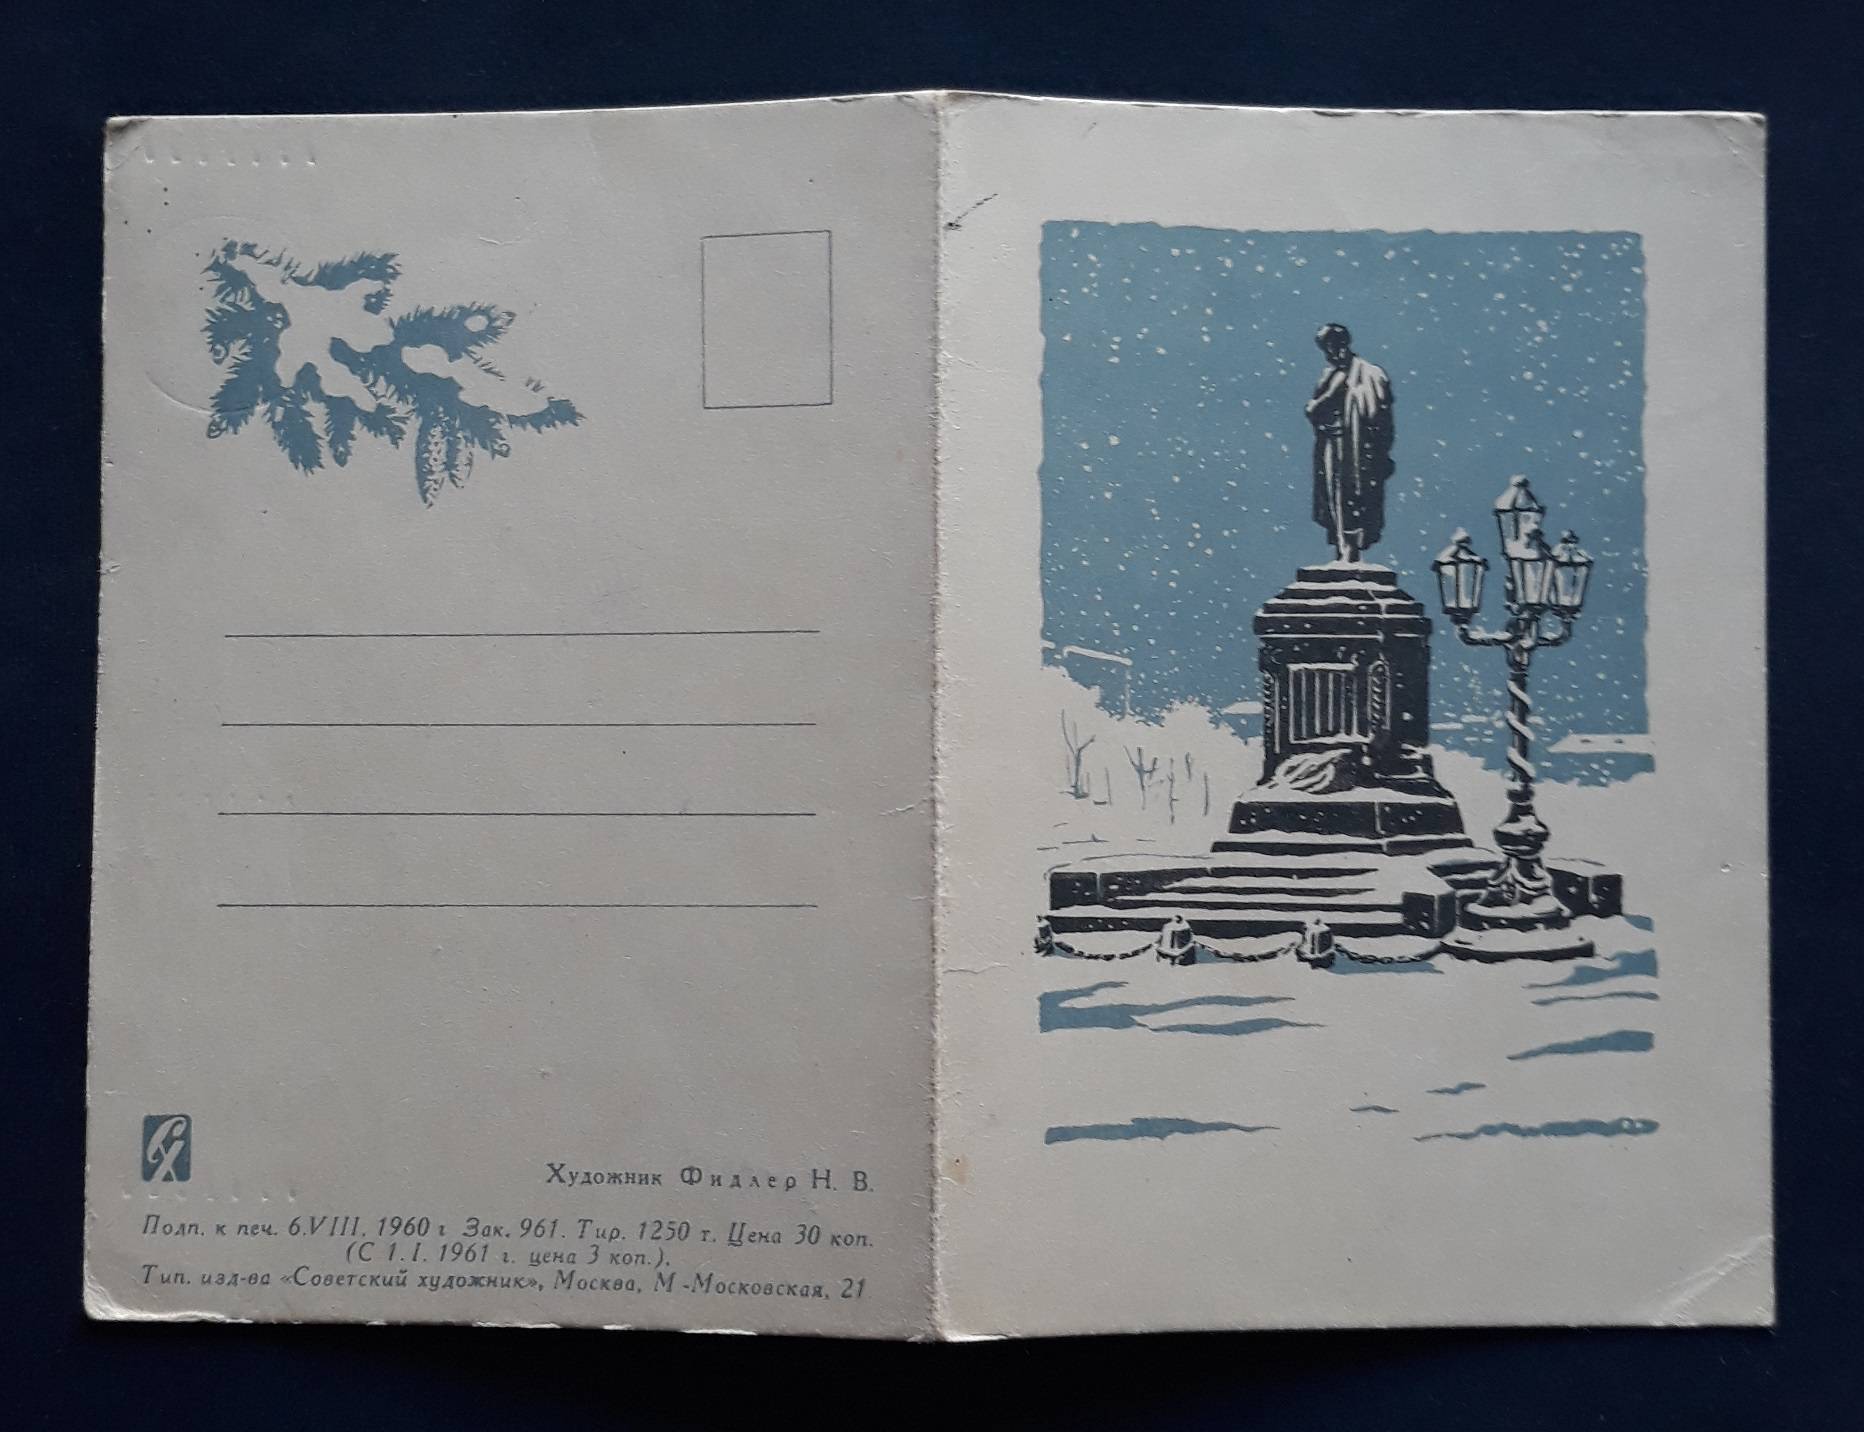 СХ
Художник Фидлер Н. В.
Подп. к печ. 6.VIII. 1960 г Зак. 961. Тир. 1250 т. Цена 30 коп.
(С 1.I. 1961 г. цена 3 коп.).
Тип. изд-ва «Советский художник», Москва, М-Московская, 21